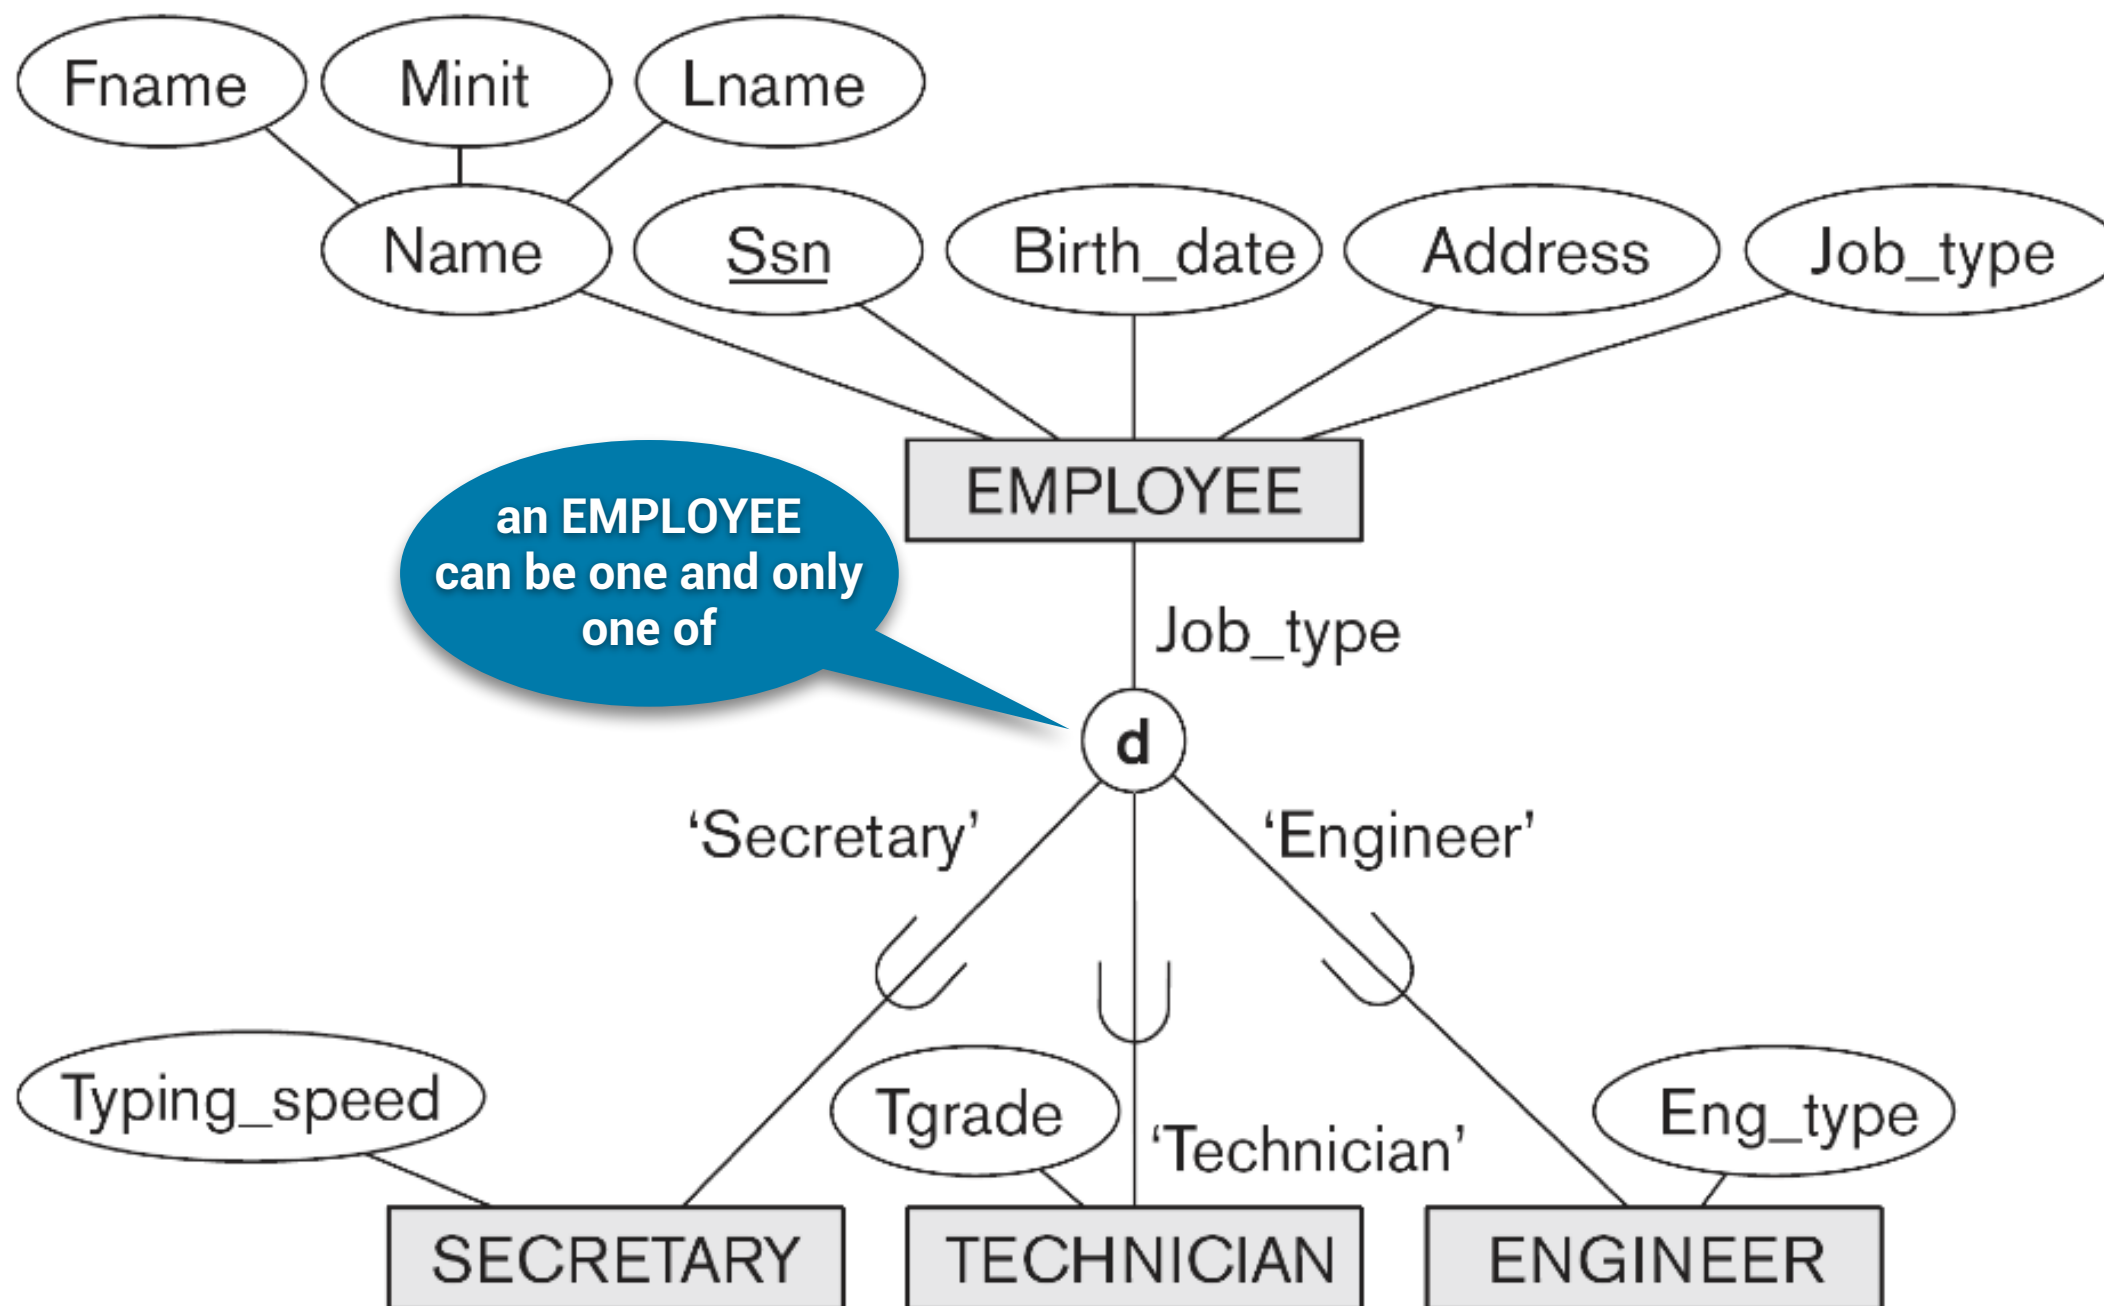 Fname
Minit
Lname
Name
Ssn
Birth_date
Address
Job_type
EMPLOYEE
an EMPLOYEE
can be one and only
one of
Job_type
d
‘Secretary’
‘Engineer’
Typing_speed
Tgrade
‘Technician’
Eng_type
SECRETARY
TECHNICIAN
ENGINEER